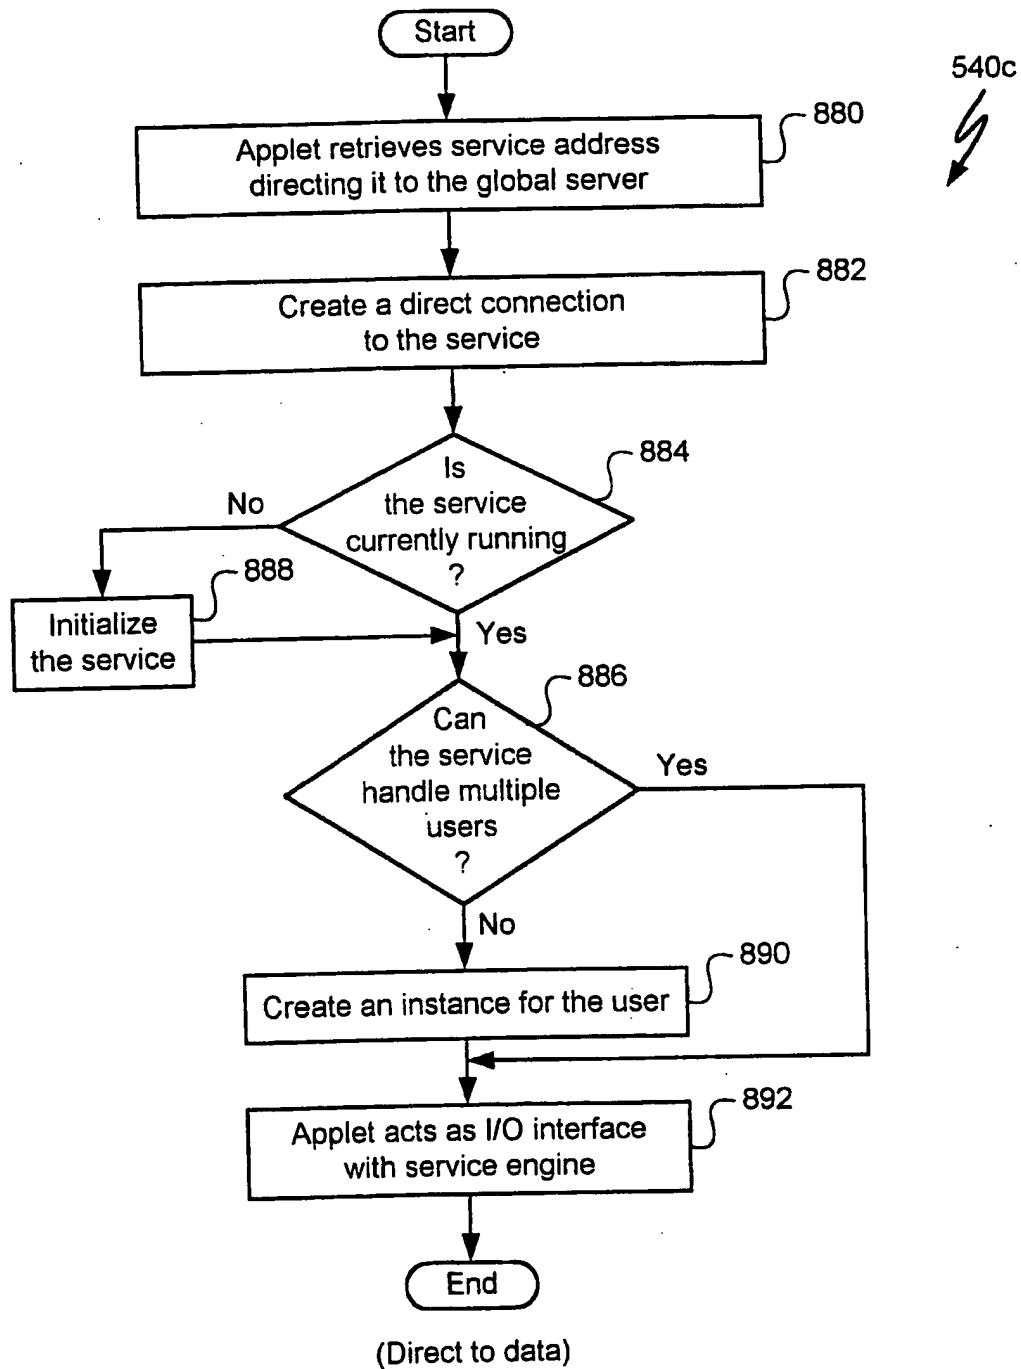 Start
540c
880
Applet retrieves service address
directing it to the global server
882
Create a direct connection
to the service
884
Is
the service
currently running
?
No
888
Initialize
the service
Yes
886
Can
the service
handle multiple
users
?
Yes
No
890
Create an instance for the user
892
Applet acts as I/O interface
with service engine
End
(Direct to data)